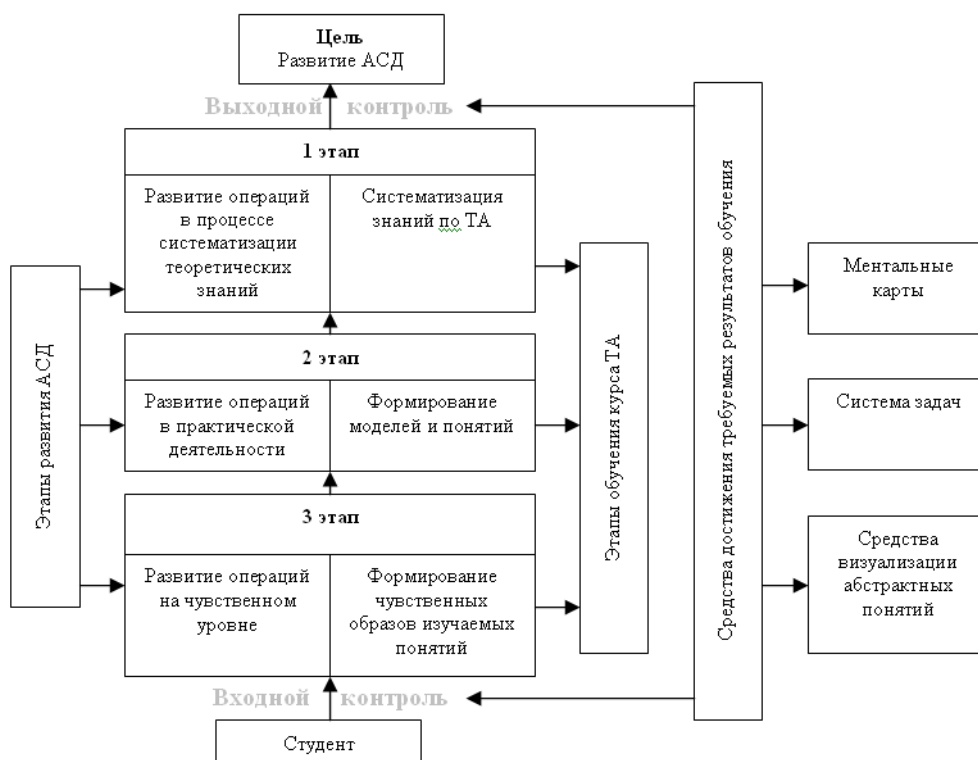 Цель
Развитие АСД
Выходной контроль
1 этап
Развитие операций
в процессе
систематизации
теоретических
знаний
Систематизация
знаний по ТА
2 этап
Развитие операций
в практической
деятельности
Формирование
моделей и понятий
3 этап
Развитие операций
на чувственном
уровне
Формирование
чувственных
образов изучаемых
понятий
Входной контроль
Студент
Этапы развития АСД
Этапы обучения курса ТА
Средства достижения требуемых результатов обучения
Ментальные
карты
Система задач
Средства
визуализации
абстрактных
понятий